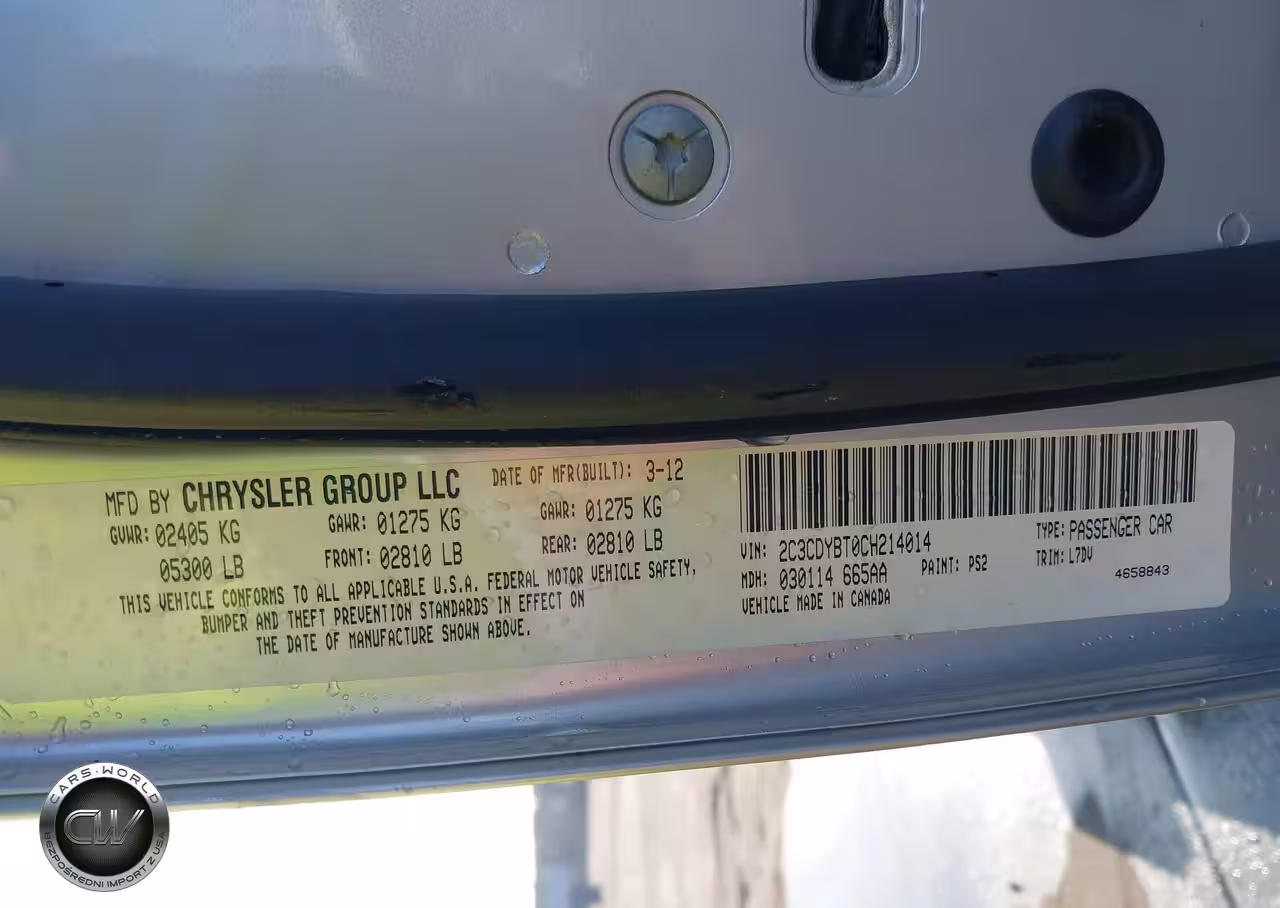 MFD BY CHRYSLER GROUP LLC
DATE OF MFR(BUILT): 3-12
GVWR: 02405 KG
05300 LB
GAWR: 01275 KG
FRONT: 02810 LB
GAWR: 01275 KG
REAR: 02810 LB
THIS VEHICLE CONFORMS TO ALL APPLICABLE U.S.A. FEDERAL MOTOR VEHICLE SAFETY,
BUMPER AND THEFT PREVENTION STANDARDS IN EFFECT ON
THE DATE OF MANUFACTURE SHOWN ABOVE.
VIN: 2C3CDYBT0CH214014
TYPE: PASSENGER CAR
MDH: 030114 665AA
PAINT: PS2
TRIM: L7DV
VEHICLE MADE IN CANADA
4658843
CARS-WORLD
CW
BEZPOŚREDNI IMPORT Z USA